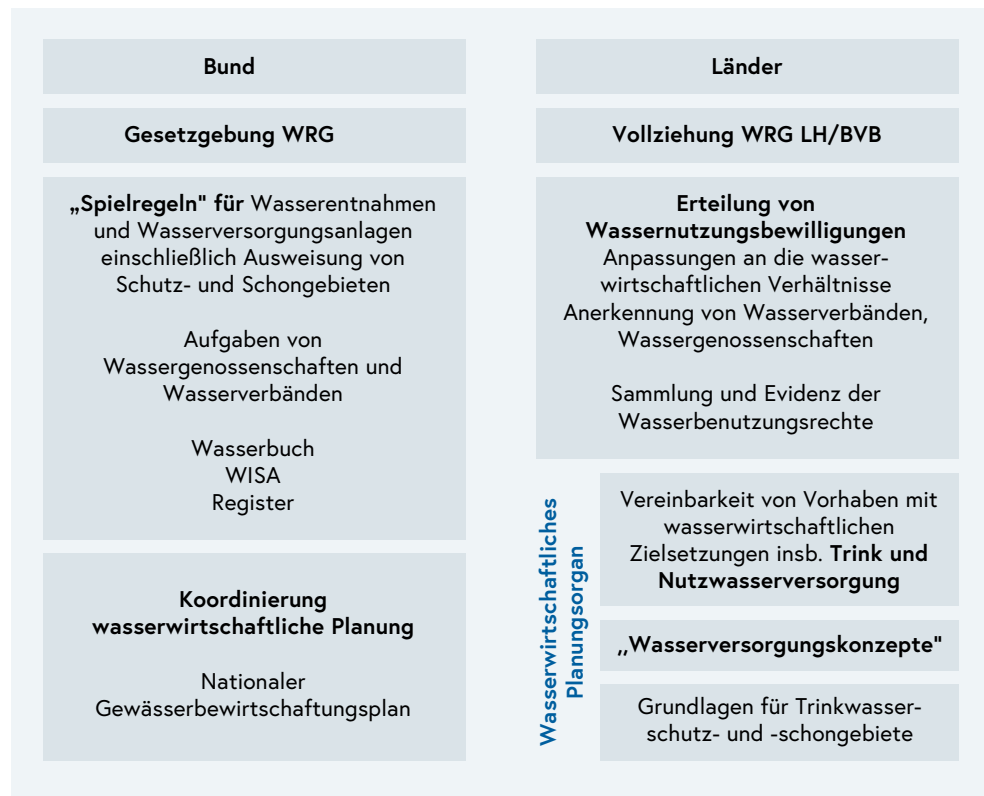 Bund
Gesetzgebung WRG
„Spielregeln" für Wasserentnahmen
und Wasserversorgungsanlagen
einschließlich Ausweisung von
Schutz- und Schongebieten
Aufgaben von
Wassergenossenschaften und
Wasserverbänden
Wasserbuch
WISA
Register
Koordinierung
wasserwirtschaftliche Planung
Nationaler
Gewässerbewirtschaftungsplan
Länder
Vollziehung WRG LH/BVB
Erteilung von
Wassernutzungsbewilligungen
Anpassungen an die wasser-
wirtschaftlichen Verhältnisse
Anerkennung von Wasserverbänden,
Wassergenossenschaften
Sammlung und Evidenz der
Wasserbenutzungsrechte
Wasserwirtschaftliches
Planungsorgan
Vereinbarkeit von Vorhaben mit
wasserwirtschaftlichen
Zielsetzungen insb. Trink und
Nutzwasserversorgung
,,Wasserversorgungskonzepte"
Grundlagen für Trinkwasser-
schutz- und -schongebiete